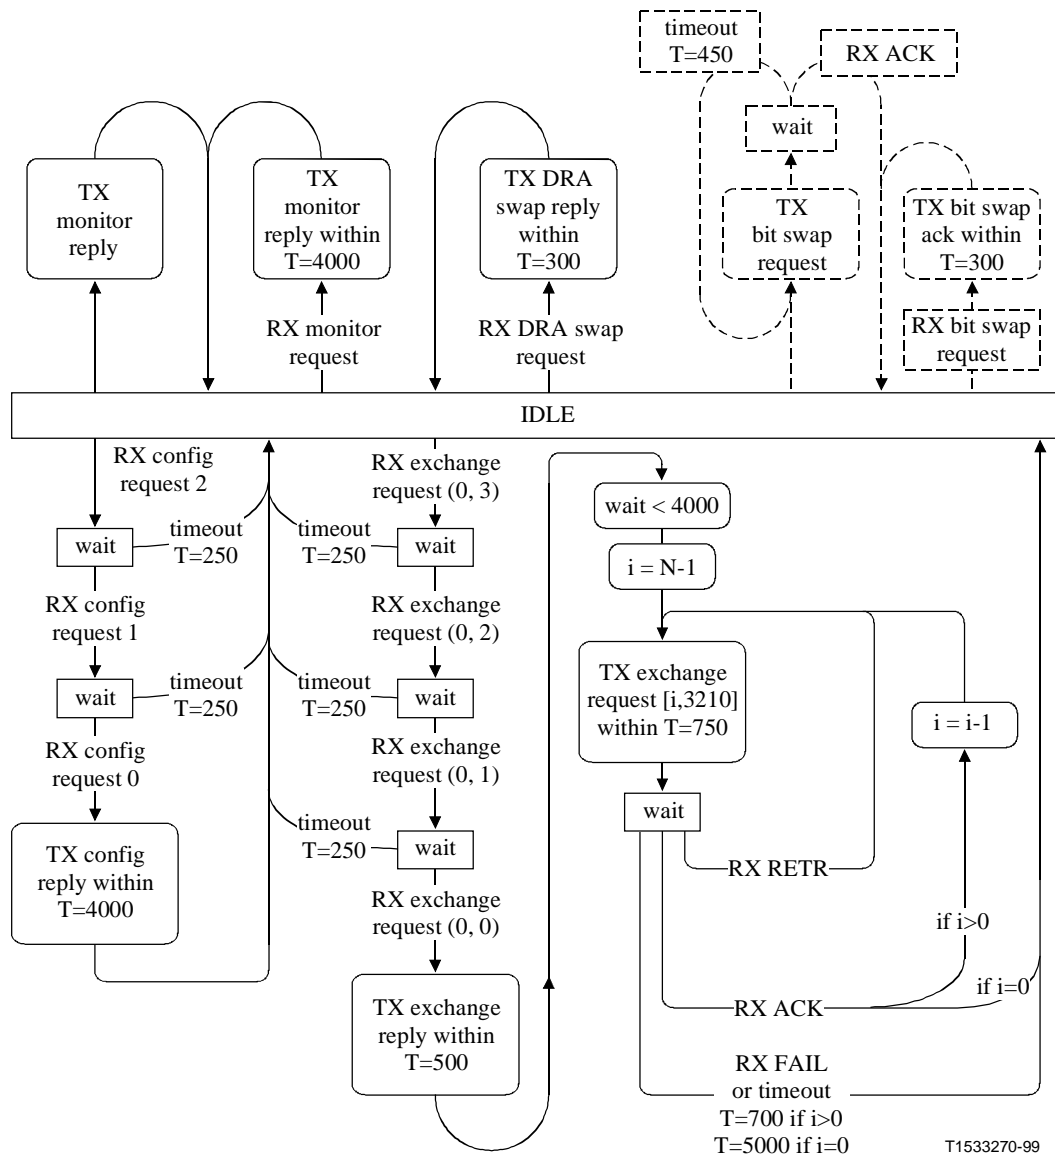 timeout
T=450
RX ACK
wait
TX
monitor
reply
TX
monitor
reply within
T=4000
TX DRA
swap reply
within
T=300
TX
bit swap
request
TX bit swap
ack within
T=300
RX monitor
request
RX DRA swap
request
RX bit swap
request
IDLE
RX config
request 2
RX exchange
request (0, 3)
wait < 4000
wait
timeout
T=250
timeout
T=250
wait
i = N-1
RX config
request 1
RX exchange
request (0, 2)
wait
timeout
T=250
timeout
T=250
wait
TX exchange
request [i,3210]
within T=750
i = i-1
RX config
request 0
RX exchange
request (0, 1)
wait
TX config
reply within
T=4000
timeout
T=250
wait
RX RETR
RX exchange
request (0, 0)
if i>0
if i=0
TX exchange
reply within
T=500
RX ACK
RX FAIL
or timeout
T=700 if i>0
T=5000 if i=0
T1533270-99